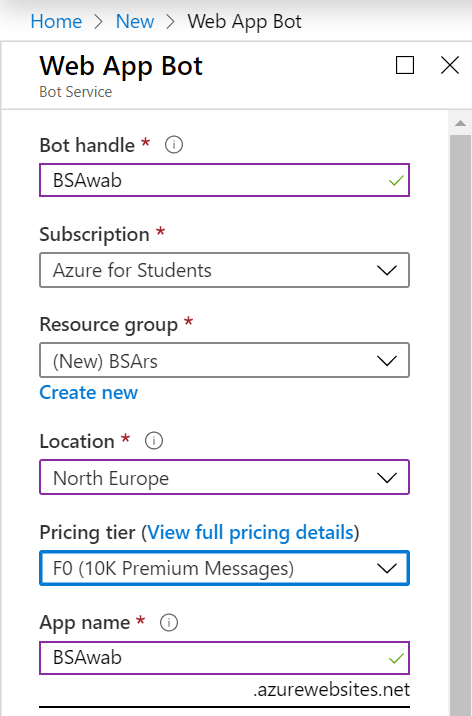 Home > New > Web App Bot
Web App Bot
Bot Service
Bot handle *
BSAwab
Subscription *
Azure for Students
Resource group *
(New) BSArs
Create new
Location *
North Europe
Pricing tier (View full pricing details)
F0 (10K Premium Messages)
App name *
BSAwab
.azurewebsites.net